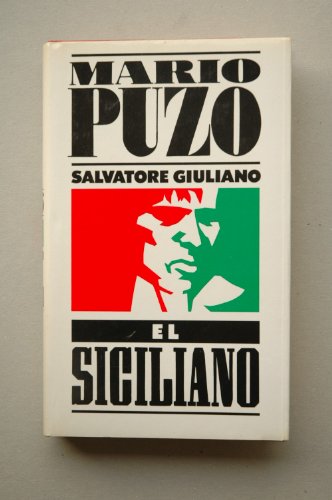 MARIO
PUZO
SALVATORE GIULIANO
EL
SICILIANO